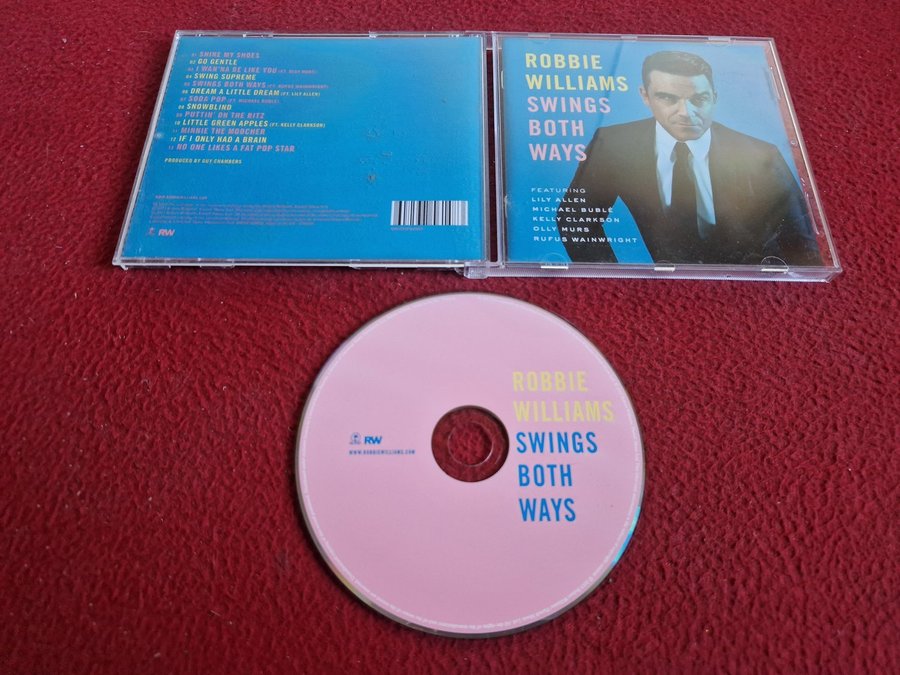 01 SHINE MY SHOES
02 GO GENTLE
03 I WAN'NA BE LIKE YOU (FT. OLLY MURS)
04 SWING SUPREME
05 SWINGS BOTH WAYS (FT. RUFUS WAINWRIGHT)
06 DREAM A LITTLE DREAM (FT. LILY ALLEN)
07 SODA POP (FT. MICHAEL BUBLÉ)
08 SNOWBLIND
09 PUTTIN' ON THE RITZ
10 LITTLE GREEN APPLES (FT. KELLY CLARKSON)
11 MINNIE THE MOOCHER
12 IF I ONLY HAD A BRAIN
13 NO ONE LIKES A FAT POP STAR
PRODUCED BY GUY CHAMBERS
WWW.ROBBIEWILLIAMS.COM
RW
ROBBIE
WILLIAMS
SWINGS
BOTH
WAYS
FEATURING
LILY ALLEN
MICHAEL BUBLÉ
KELLY CLARKSON
OLLY MURS
RUFUS WAINWRIGHT
ROBBIE
WILLIAMS
SWINGS
BOTH
WAYS
RW
WWW.ROBBIEWILLIAMS.COM